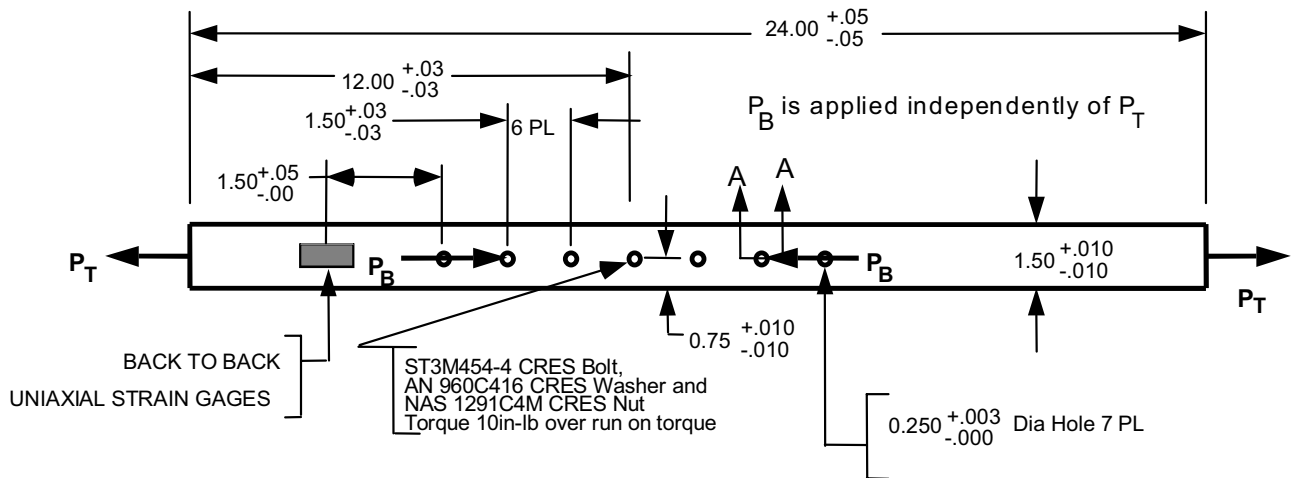 24.00 +.05 -.05
12.00 +.03 -.03
P_B is applied independently of P_T
1.50 +.03 -.03
6 PL
1.50 +.05 -.00
A A
P_T
P_B
P_B
1.50 +.010 -.010
P_T
0.75 +.010 -.010
BACK TO BACK
UNIAXIAL STRAIN GAGES
ST3M454-4 CRES Bolt,
AN 960C416 CRES Washer and
NAS 1291C4M CRES Nut
Torque 10in-lb over run on torque
0.250 +.003 -.000 Dia Hole 7 PL